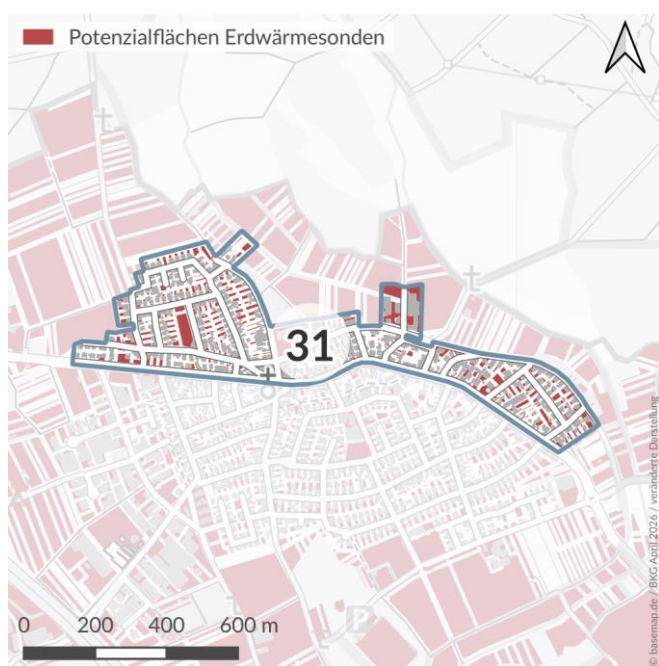 Potenzialflächen Erdwärmesonden
31
P
0 200 400 600 m
© basemap.de / BKG April 2026 / veränderte Darstellung